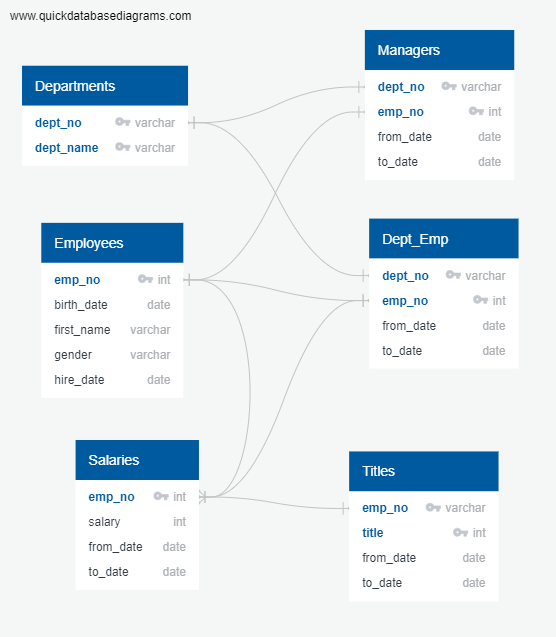 www.quickdatabasediagrams.com
Departments
dept_no varchar
dept_name varchar
Managers
dept_no varchar
emp_no int
from_date date
to_date date
Employees
emp_no int
birth_date date
first_name varchar
gender varchar
hire_date date
Dept_Emp
dept_no varchar
emp_no int
from_date date
to_date date
Salaries
emp_no int
salary int
from_date date
to_date date
Titles
emp_no varchar
title int
from_date date
to_date date